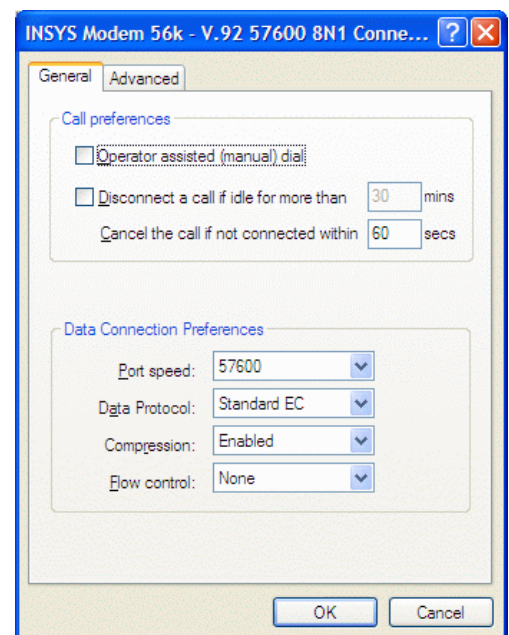 INSYS Modem 56k - V.92 57600 8N1 Conne...
General Advanced
Call preferences
Operator assisted (manual) dial
Disconnect a call if idle for more than 30 mins
Cancel the call if not connected within 60 secs
Data Connection Preferences
Port speed: 57600
Data Protocol: Standard EC
Compression: Enabled
Flow control: None
OK Cancel